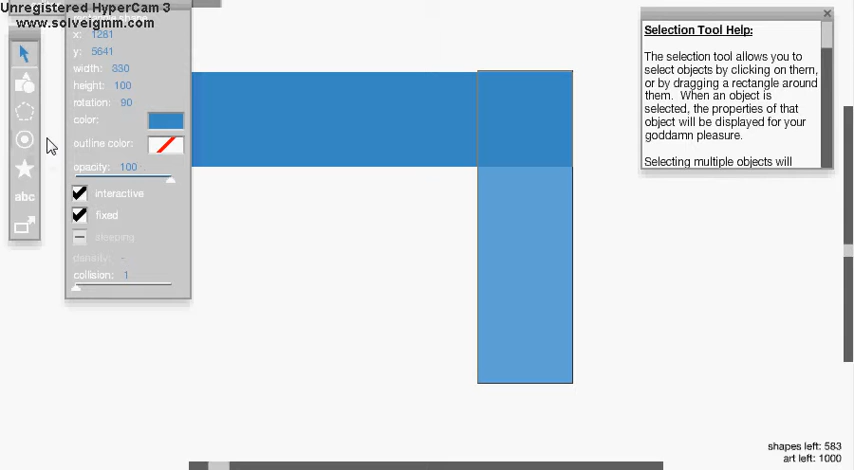 Unregistered HyperCam 3
www.solveigmm.com
x: 1281
y: 5641
width: 830
height: 100
rotation: 90
color:
outline color:
opacity: 100
interactive
fixed
sleeping
density: -
collision: 1
abc
Selection Tool Help:
The selection tool allows you to
select objects by clicking on them,
or by dragging a rectangle around
them. When an object is
selected, the properties of that
object will be displayed for your
goddamn pleasure.
Selecting multiple objects will
shapes left: 583
art left: 1000